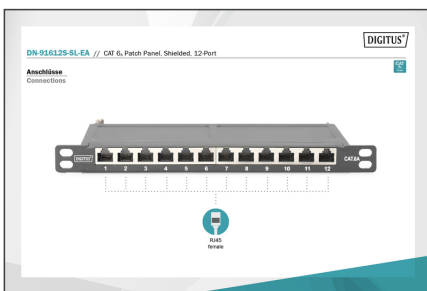 DIGITUS®
DN-91612S-SL-EA // CAT 6A Patch Panel, Shielded, 12-Port
CAT
Anschlüsse
Connections
DIGITUS
1 2 3 4 5 6 7 8 9 10 11 12
CAT.6A
RJ45
female